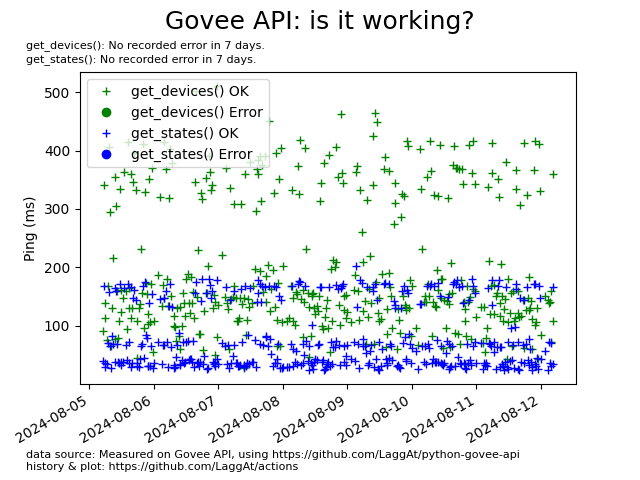 Govee API: is it working?
get_devices(): No recorded error in 7 days.
get_states(): No recorded error in 7 days.
get_devices() OK
get_devices() Error
get_states() OK
get_states() Error
Ping (ms)
500
400
300
200
100
2024-08-05
2024-08-06
2024-08-07
2024-08-08
2024-08-09
2024-08-10
2024-08-11
2024-08-12
data source: Measured on Govee API, using https://github.com/LaggAt/python-govee-api
history & plot: https://github.com/LaggAt/actions